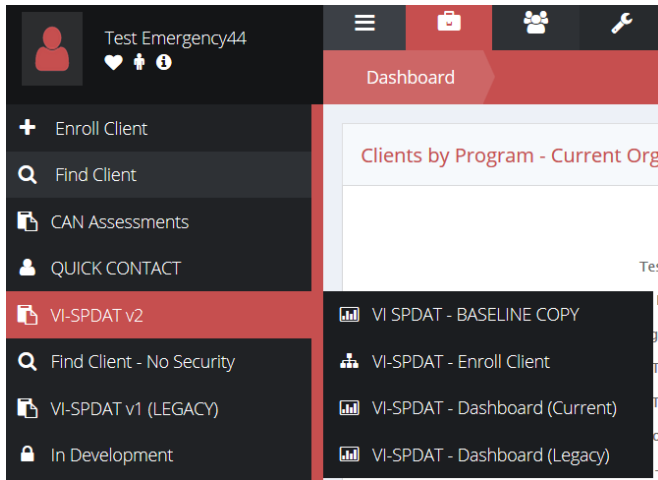 Test Emergency44
Dashboard
Enroll Client
Clients by Program - Current Org
Find Client
CAN Assessments
QUICK CONTACT
VI-SPDAT v2
VI SPDAT - BASELINE COPY
Find Client - No Security
VI-SPDAT - Enroll Client
VI-SPDAT v1 (LEGACY)
VI-SPDAT - Dashboard (Current)
In Development
VI-SPDAT - Dashboard (Legacy)